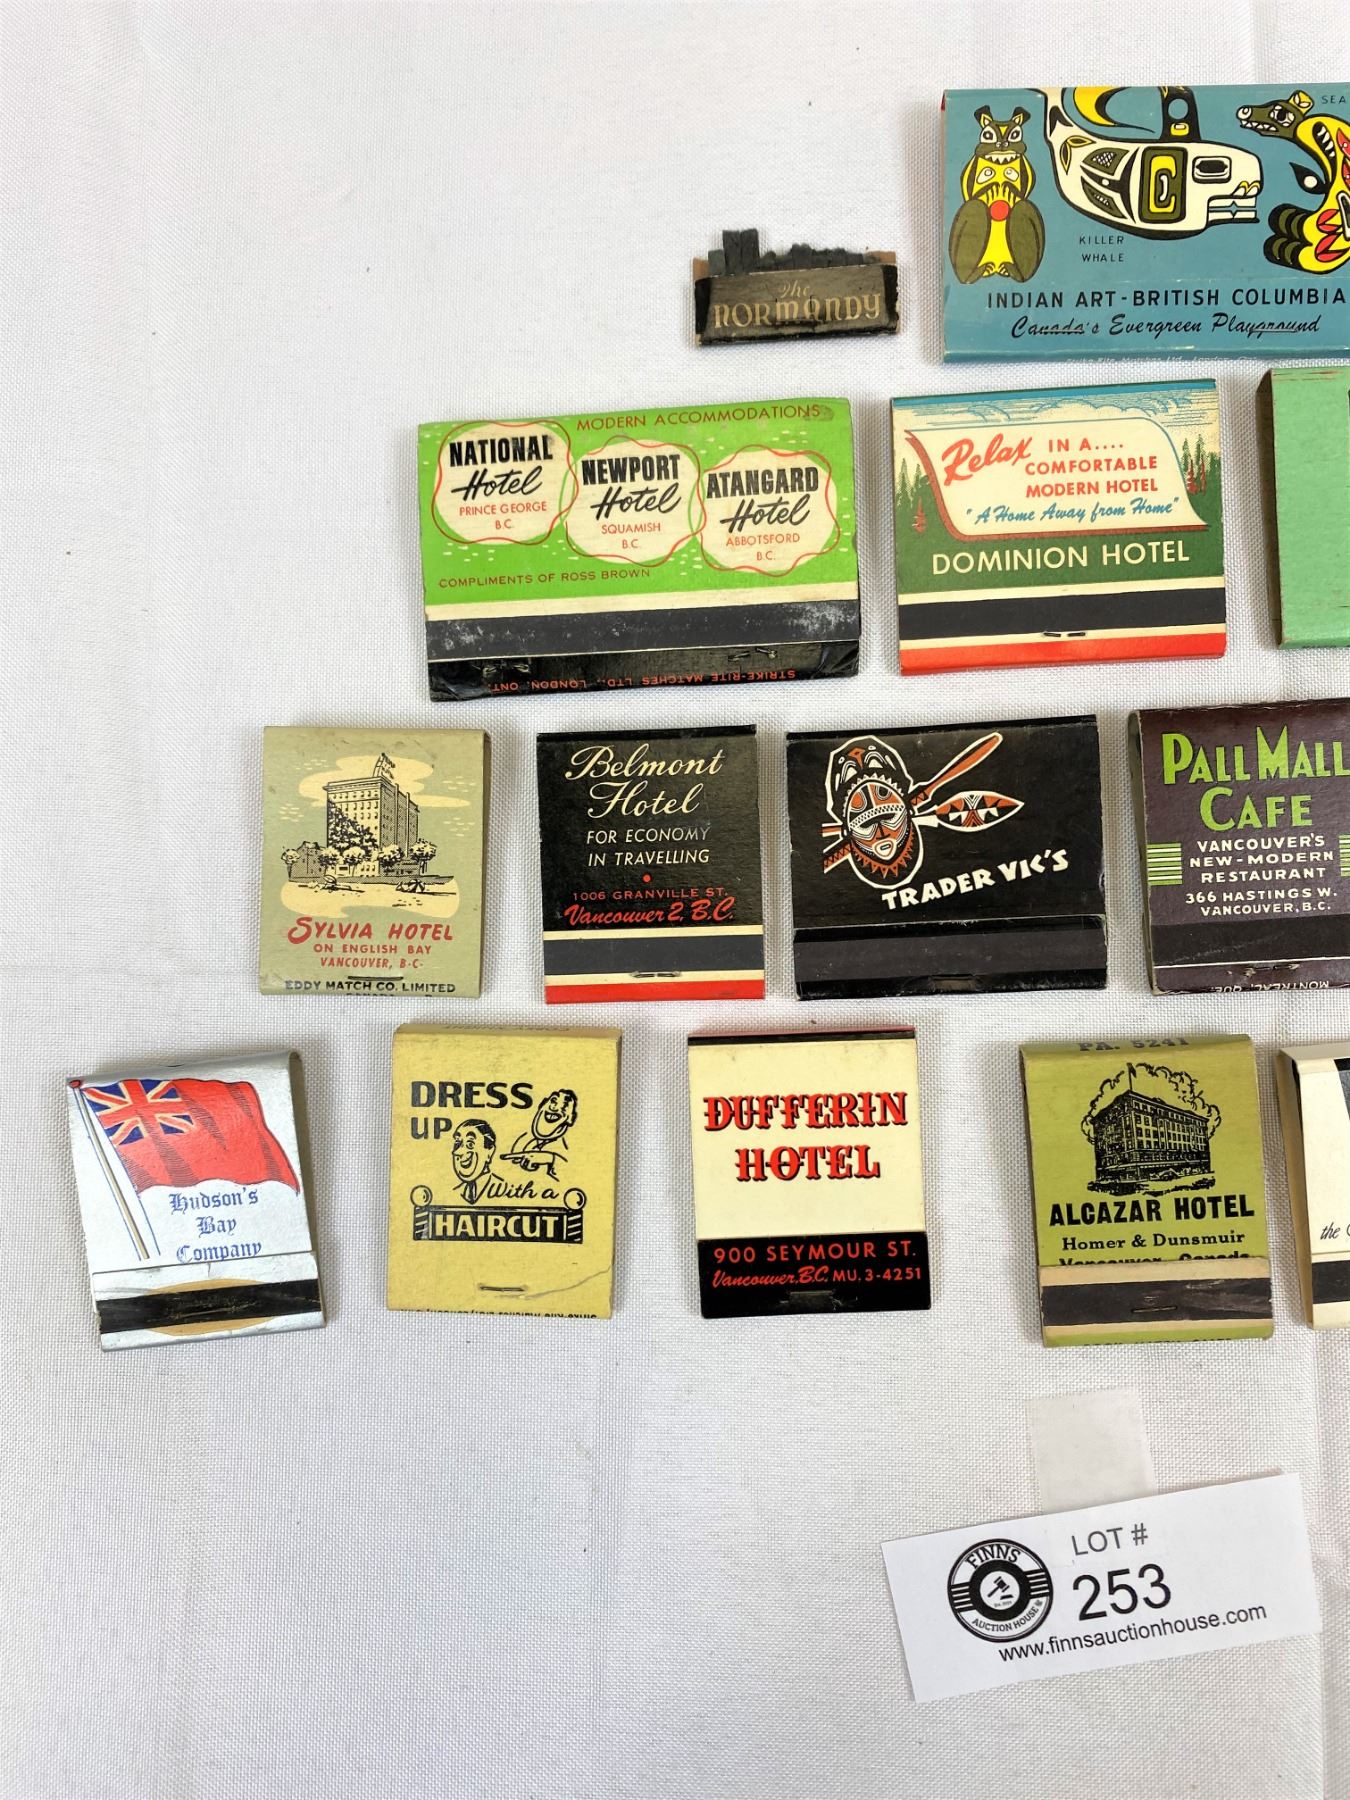 SEA
KILLER
WHALE
INDIAN ART - BRITISH COLUMBIA
Canada's Evergreen Playground
The
NORMANDY
MODERN ACCOMMODATIONS
NATIONAL
Hotel
PRINCE GEORGE
B.C.
NEWPORT
Hotel
SQUAMISH
B.C.
ATANGARD
Hotel
ABBOTSFORD
B.C.
COMPLIMENTS OF ROSS BROWN
STRIKE-RITE MATCHES LTD., LONDON, ONT.
Relax IN A....
COMFORTABLE
MODERN HOTEL
"A Home Away from Home"
DOMINION HOTEL
SYLVIA HOTEL
ON ENGLISH BAY
VANCOUVER, B-C-
EDDY MATCH CO. LIMITED
Belmont
Hotel
FOR ECONOMY
IN TRAVELLING
1006 GRANVILLE ST.
Vancouver 2, B.C.
TRADER VIC'S
PALL MALL
CAFE
VANCOUVER'S
NEW-MODERN
RESTAURANT
366 HASTINGS W.
VANCOUVER, B.C.
MONTREAL, QUE.
Hudson's
Bay
Company
DRESS
UP
With a
HAIRCUT
DUFFERIN
HOTEL
900 SEYMOUR ST.
Vancouver, B.C. MU. 3-4251
PA. 5241
ALCAZAR HOTEL
Homer & Dunsmuir
Vancouver, Canada
the
FINNS
AUCTION HOUSE
LOT #
253
www.finnsauctionhouse.com